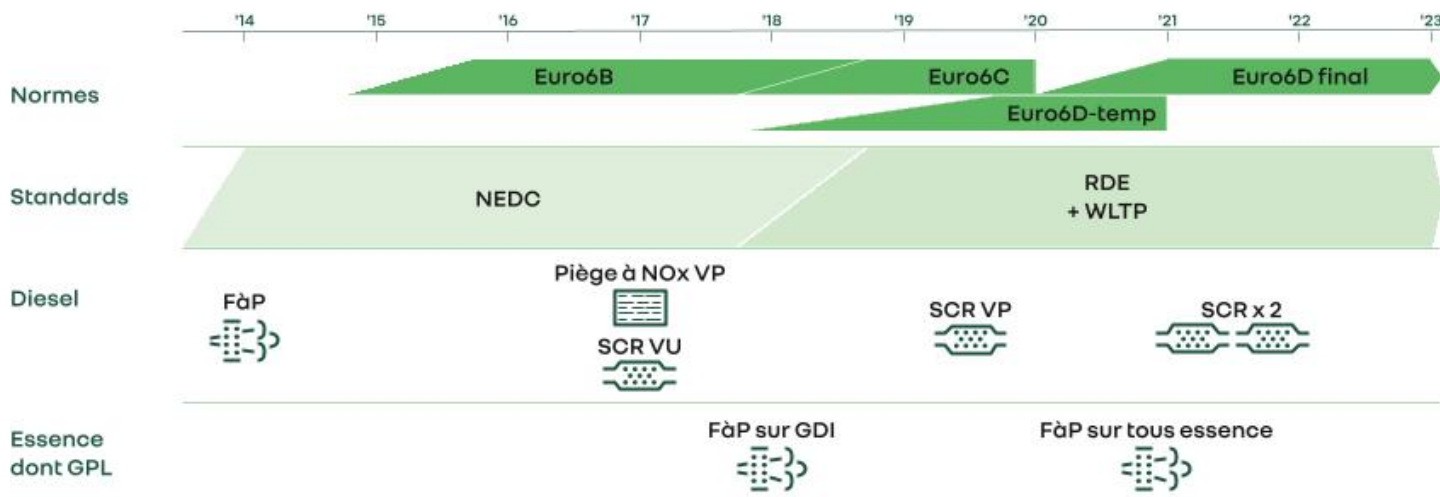 '14 '15 '16 '17 '18 '19 '20 '21 '22 '23
Normes
Euro6B
Euro6C
Euro6D final
Euro6D-temp
Standards
NEDC
RDE
+ WLTP
Diesel
FàP
Piège à NOx VP
SCR VU
SCR VP
SCR x 2
Essence
dont GPL
FàP sur GDI
FàP sur tous essence